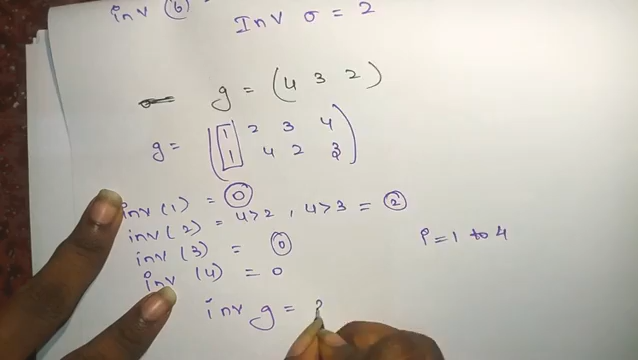 inv (6)
Inv σ = 2
g = (4 3 2)
g = (1 2 3 4
1 4 2 3)
inv (1) = 0
inv (2) = 4>2 , 4>3 = 2
inv (3) = 0
i = 1 to 4
inv (4) = 0
inv g =